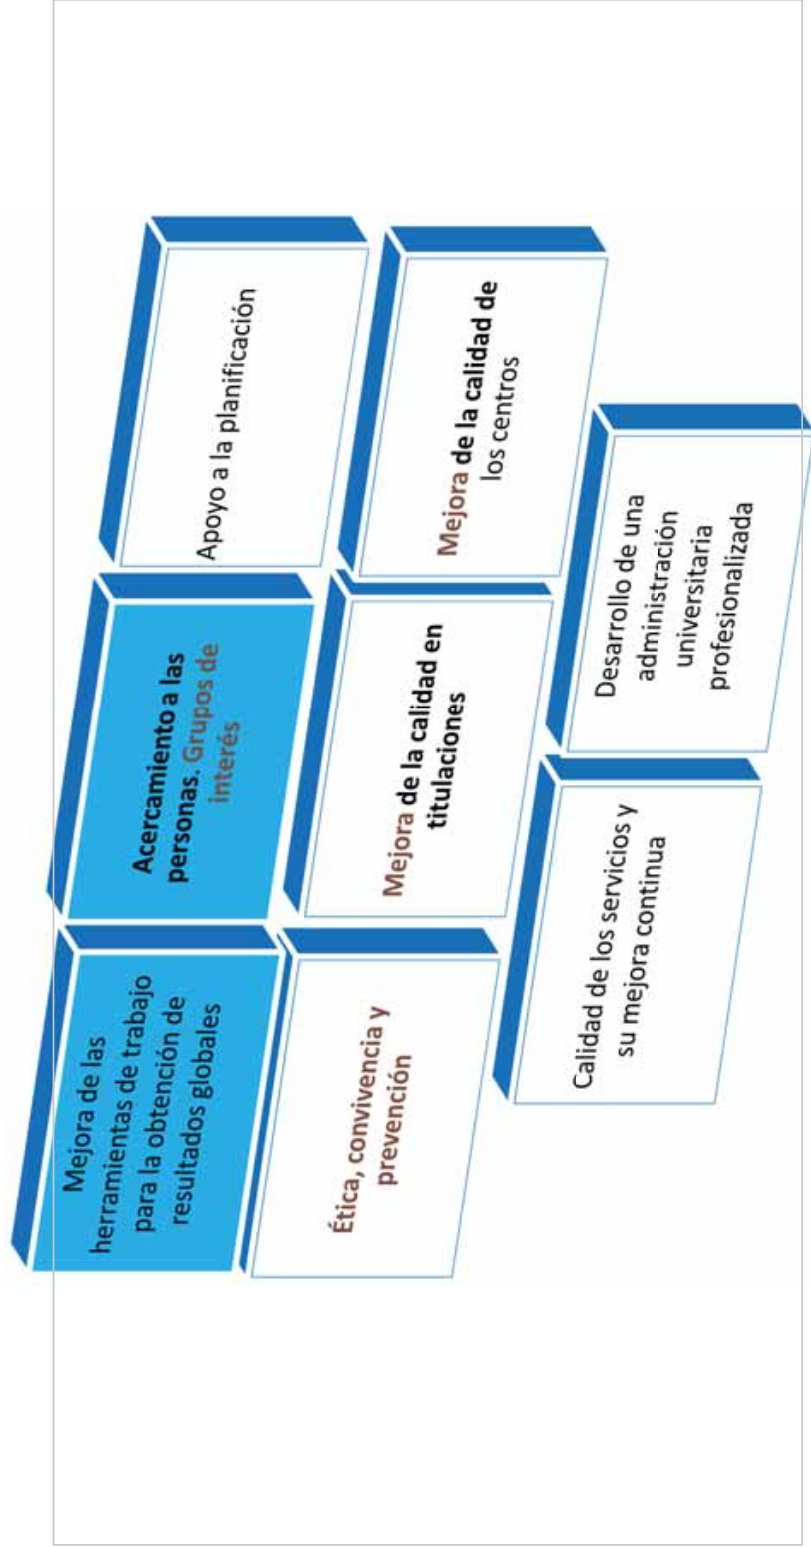 Mejora de las
herramientas de trabajo
para la obtención de
resultados globales
Acercamiento a las
personas. Grupos de
interés
Apoyo a la planificación
Ética, convivencia y
prevención
Mejora de la calidad en
titulaciones
Mejora de la calidad de
los centros
Calidad de los servicios y
su mejora continua
Desarrollo de una
administración
universitaria
profesionalizada